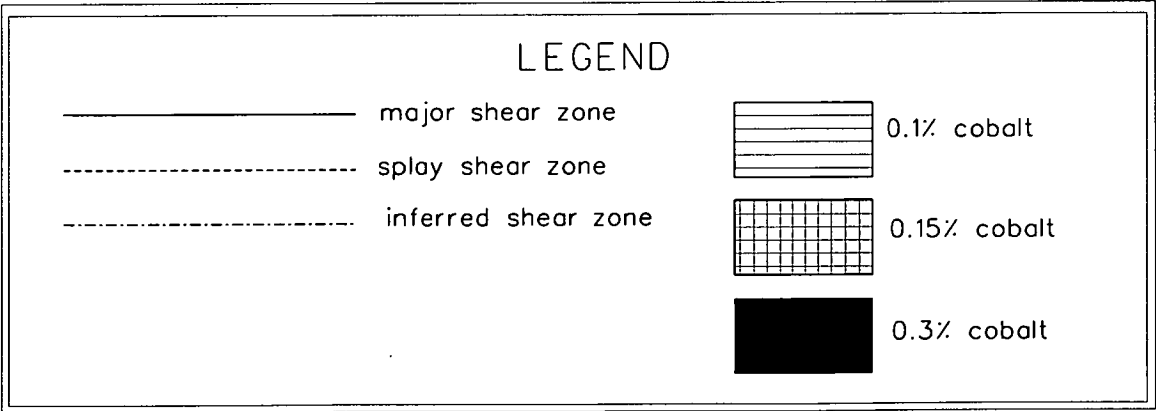 LEGEND
major shear zone
splay shear zone
inferred shear zone
0.1% cobalt
0.15% cobalt
0.3% cobalt